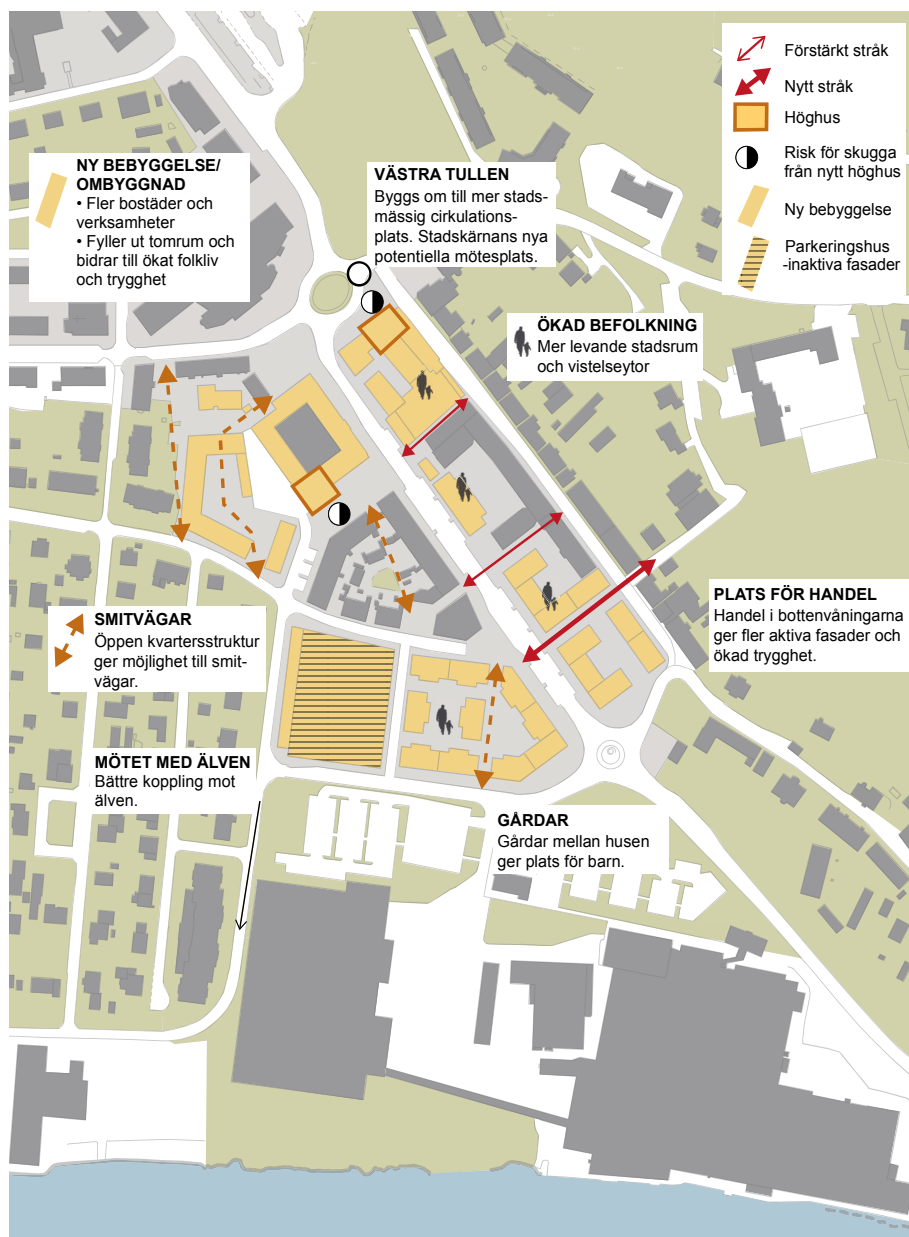 Förstärkt stråk
Nytt stråk
Höghus
Risk för skugga
från nytt höghus
Ny bebyggelse
Parkeringshus
-inaktiva fasader
NY BEBYGGELSE/
OMBYGGNAD
• Fler bostäder och
verksamheter
• Fyller ut tomrum och
bidrar till ökat folkliv
och trygghet
VÄSTRA TULLEN
Byggs om till mer stads-
mässig cirkulations-
plats. Stadskärnans nya
potentiella mötesplats.
ÖKAD BEFOLKNING
Mer levande stadsrum
och vistelseytor
SMITVÄGAR
Öppen kvartersstruktur
ger möjlighet till smit-
vägar.
PLATS FÖR HANDEL
Handel i bottenvåningarna
ger fler aktiva fasader och
ökad trygghet.
MÖTET MED ÄLVEN
Bättre koppling mot
älven.
GÅRDAR
Gårdar mellan husen
ger plats för barn.